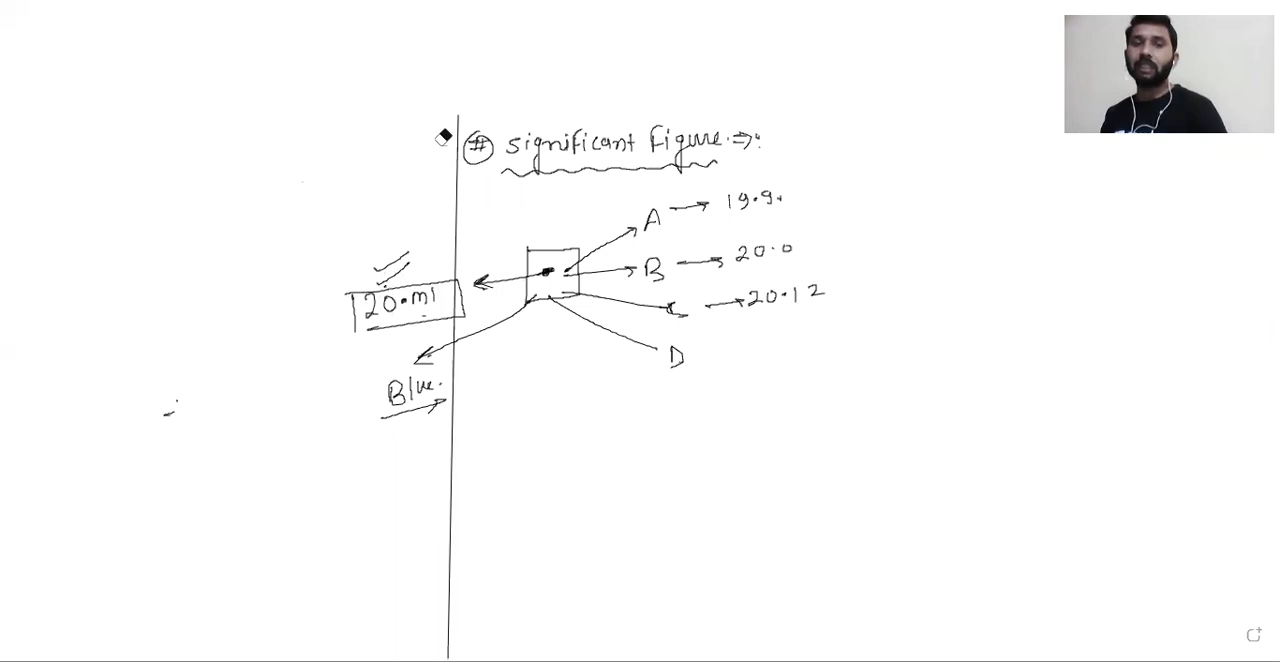 # significant figure ⇒:
A → 19.9.
B → 20.0
C → 20.12
20.ml
D
Blue.